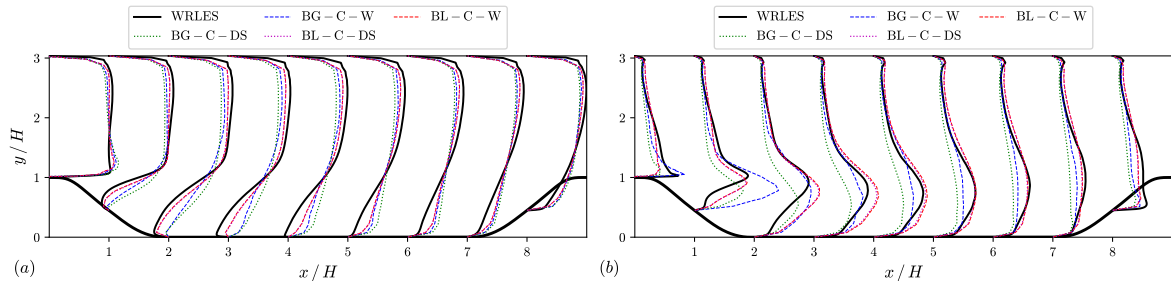 WRLES BG − C − W BL − C − W
BG − C − DS BL − C − DS
y / H
3
2
1
0
1 2 3 4 5 6 7 8
(a) x / H
WRLES BG − C − W BL − C − W
BG − C − DS BL − C − DS
3
2
1
0
1 2 3 4 5 6 7 8
(b) x / H